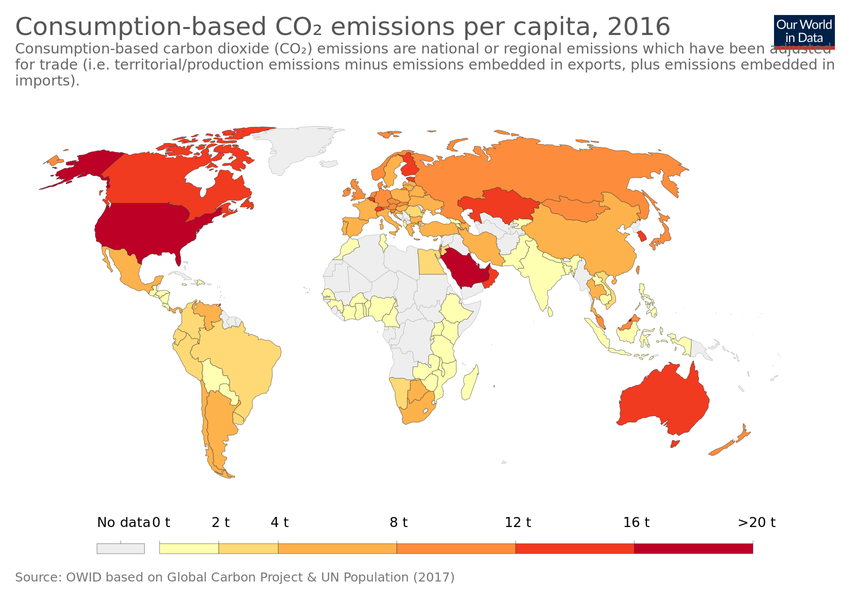 Consumption-based CO₂ emissions per capita, 2016
Our World
in Data
Consumption-based carbon dioxide (CO₂) emissions are national or regional emissions which have been adjusted
for trade (i.e. territorial/production emissions minus emissions embedded in exports, plus emissions embedded in
imports).
No data 0 t 2 t 4 t 8 t 12 t 16 t >20 t
Source: OWID based on Global Carbon Project & UN Population (2017)